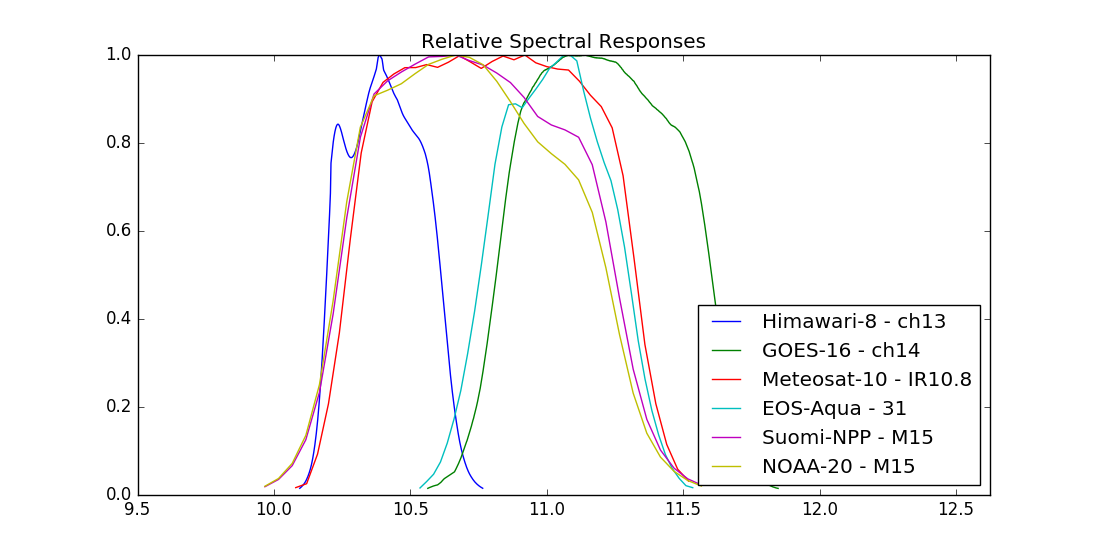 Relative Spectral Responses
1.0
0.8
0.6
0.4
0.2
0.0
9.5 10.0 10.5 11.0 11.5 12.0 12.5
Himawari-8 - ch13
GOES-16 - ch14
Meteosat-10 - IR10.8
EOS-Aqua - 31
Suomi-NPP - M15
NOAA-20 - M15